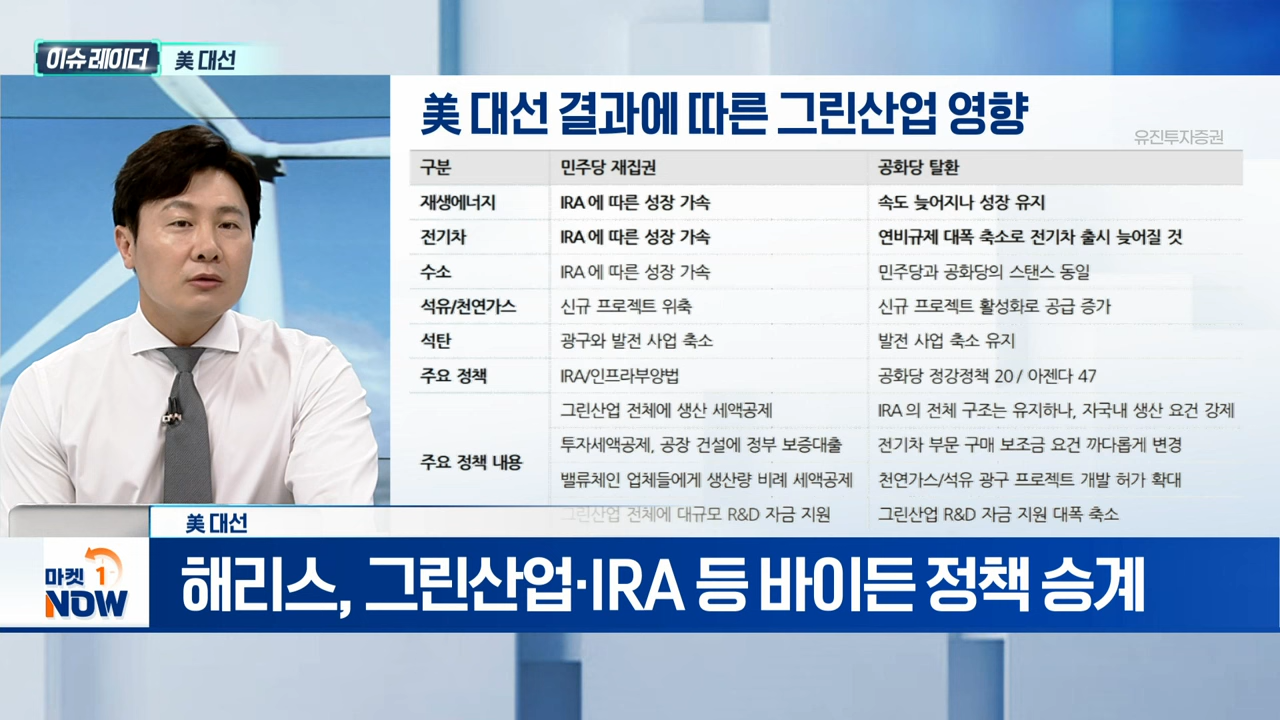 이슈 레이더 美 대선
美 대선 결과에 따른 그린산업 영향
유진투자증권
구분 민주당 재집권 공화당 탈환
재생에너지 IRA 에 따른 성장 가속 속도 늦어지나 성장 유지
전기차 IRA 에 따른 성장 가속 연비규제 대폭 축소로 전기차 출시 늦어질 것
수소 IRA 에 따른 성장 가속 민주당과 공화당의 스탠스 동일
석유/천연가스 신규 프로젝트 위축 신규 프로젝트 활성화로 공급 증가
석탄 광구와 발전 사업 축소 발전 사업 축소 유지
주요 정책 IRA/인프라부양법 공화당 정강정책 20 / 아젠다 47
주요 정책 내용
그린산업 전체에 생산 세액공제 IRA 의 전체 구조는 유지하나, 자국내 생산 요건 강제
투자세액공제, 공장 건설에 정부 보증대출 전기차 부문 구매 보조금 요건 까다롭게 변경
밸류체인 업체들에게 생산량 비례 세액공제 천연가스/석유 광구 프로젝트 개발 허가 확대
그린산업 전체에 대규모 R&D 자금 지원 그린산업 R&D 자금 지원 대폭 축소
美 대선
마켓 1
NOW
해리스, 그린산업·IRA 등 바이든 정책 승계